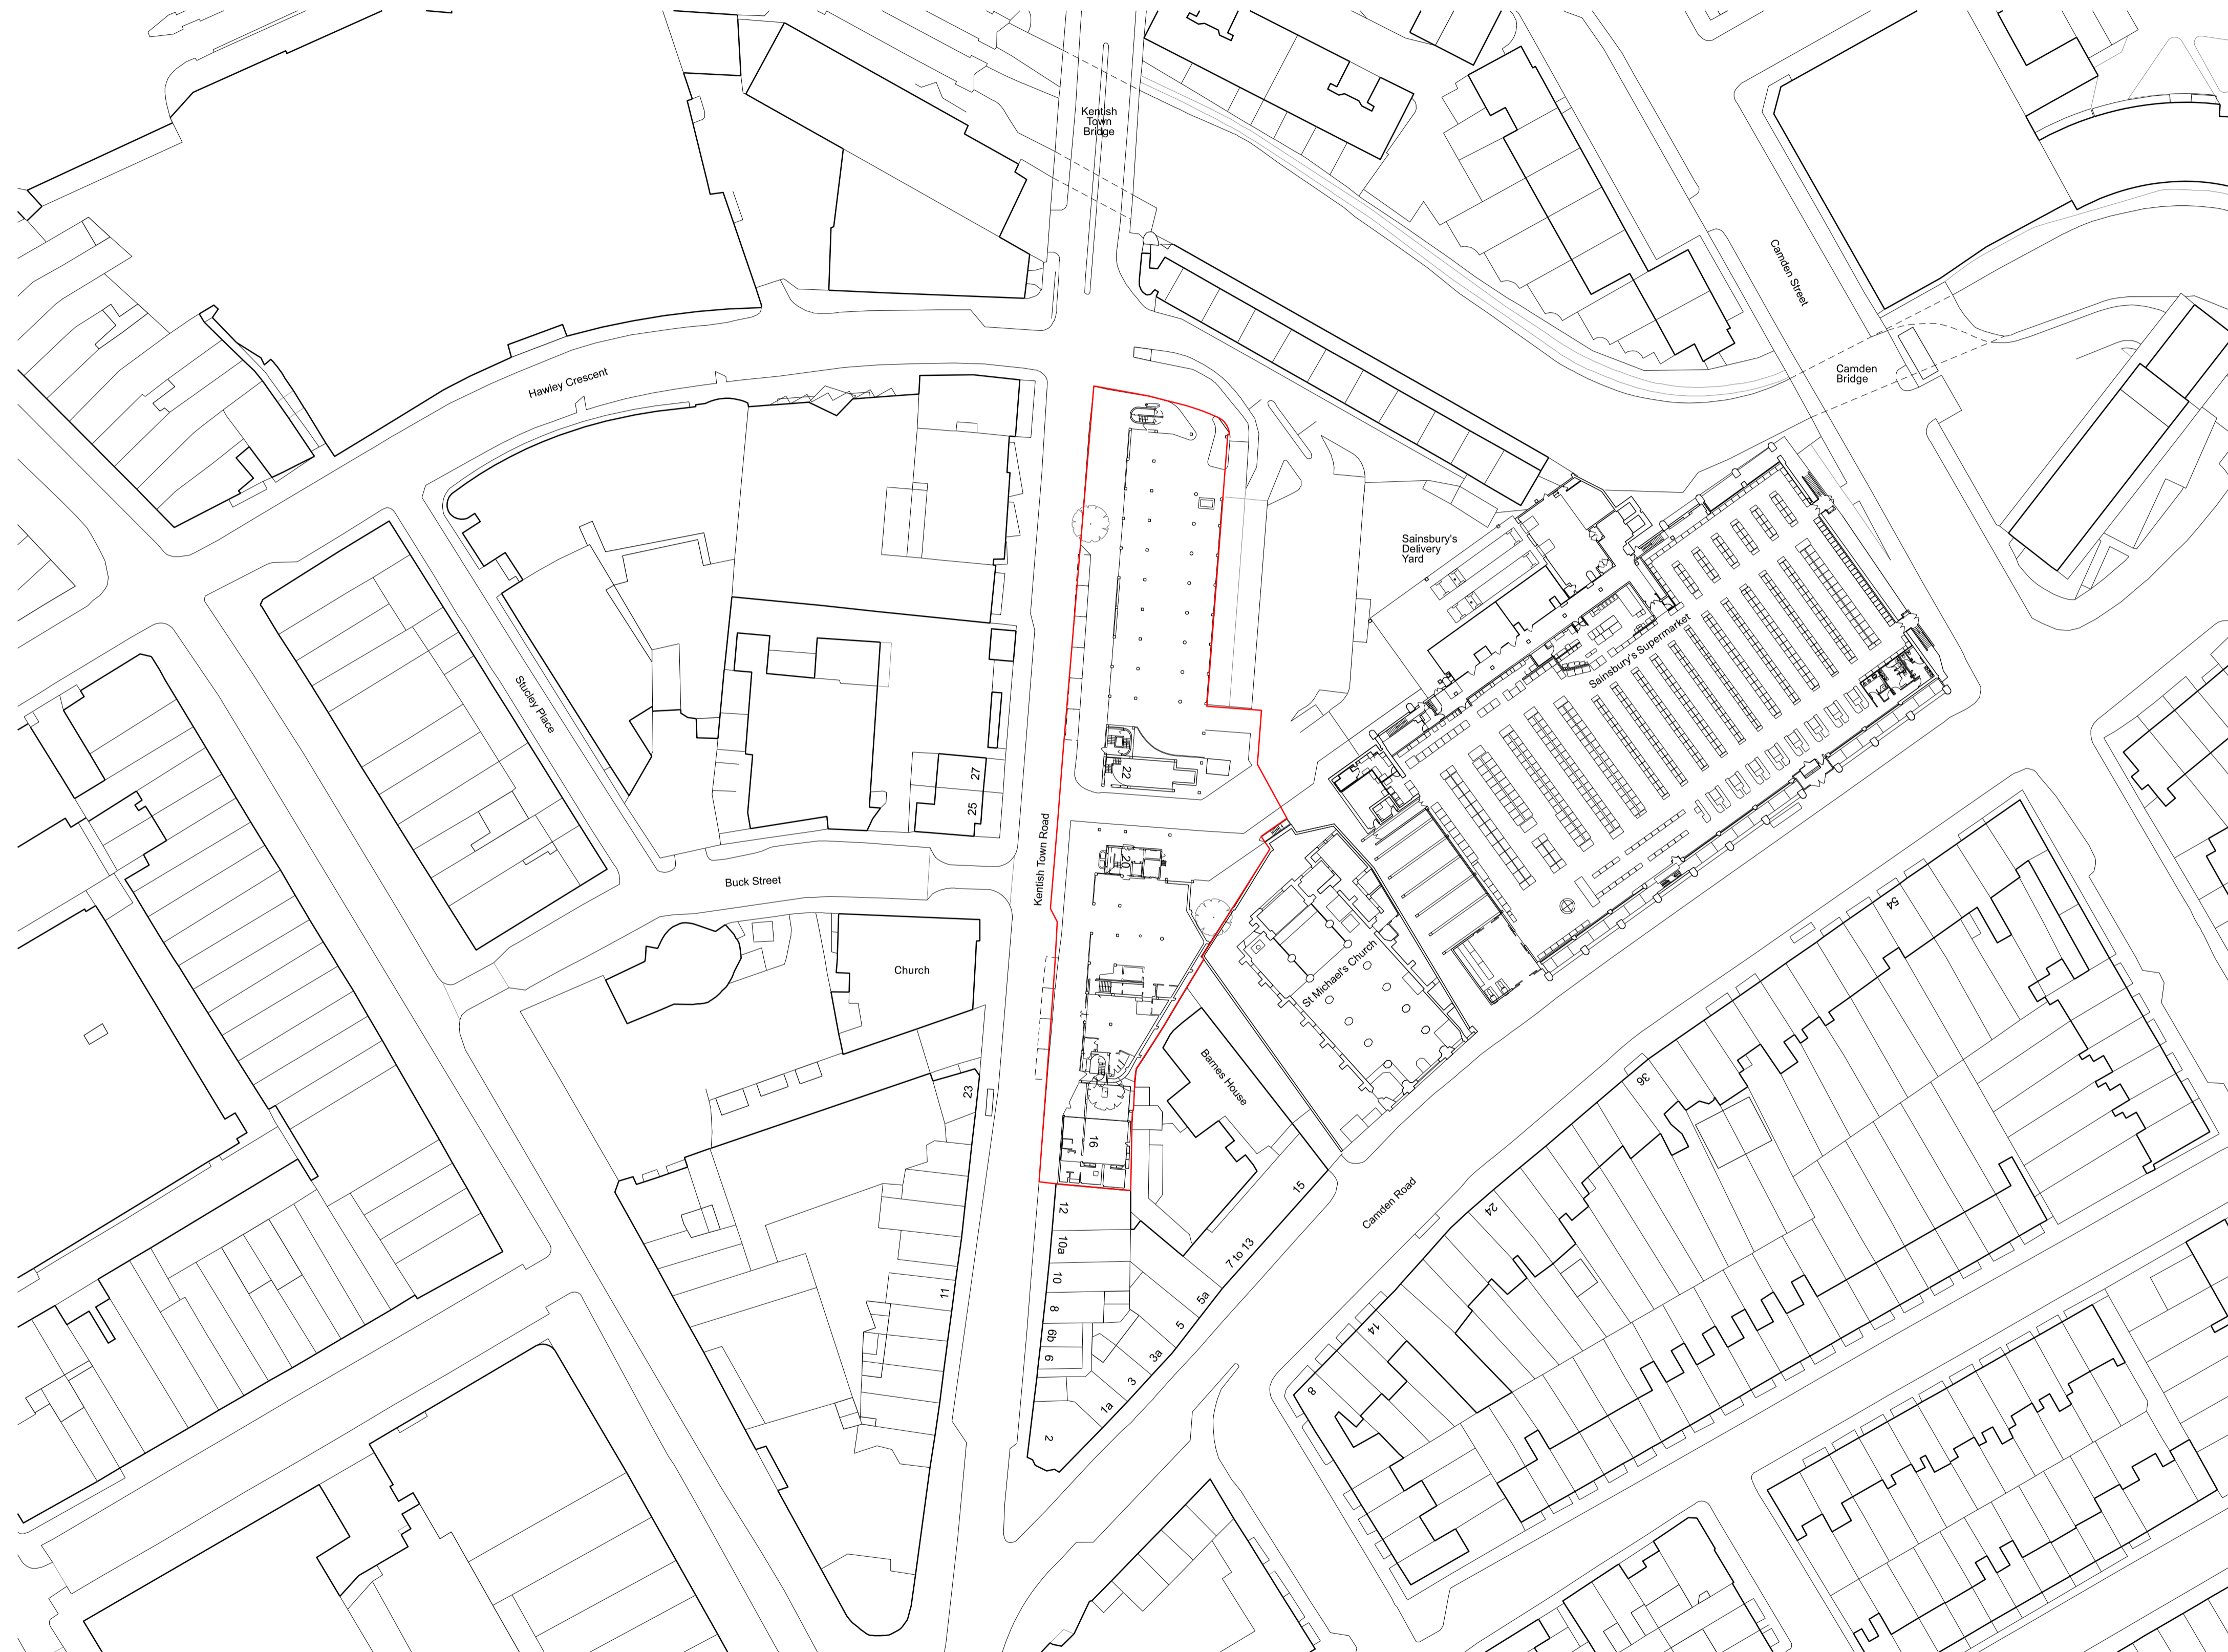 Kentish
Town
Bridge
Camden Street
Camden
Bridge
Hawley Crescent
Sainsbury's
Delivery
Yard
Sainsbury's Supermarket
Stucley Place
27
25
22
Kentish Town Road
20
Buck Street
54
Church
St Michael's Church
Barnes House
36
23
16
15
Camden Road
24
12
10a
7 to 13
10
11
5a
8
5
14
6b
6
3a
3
8
1a
2